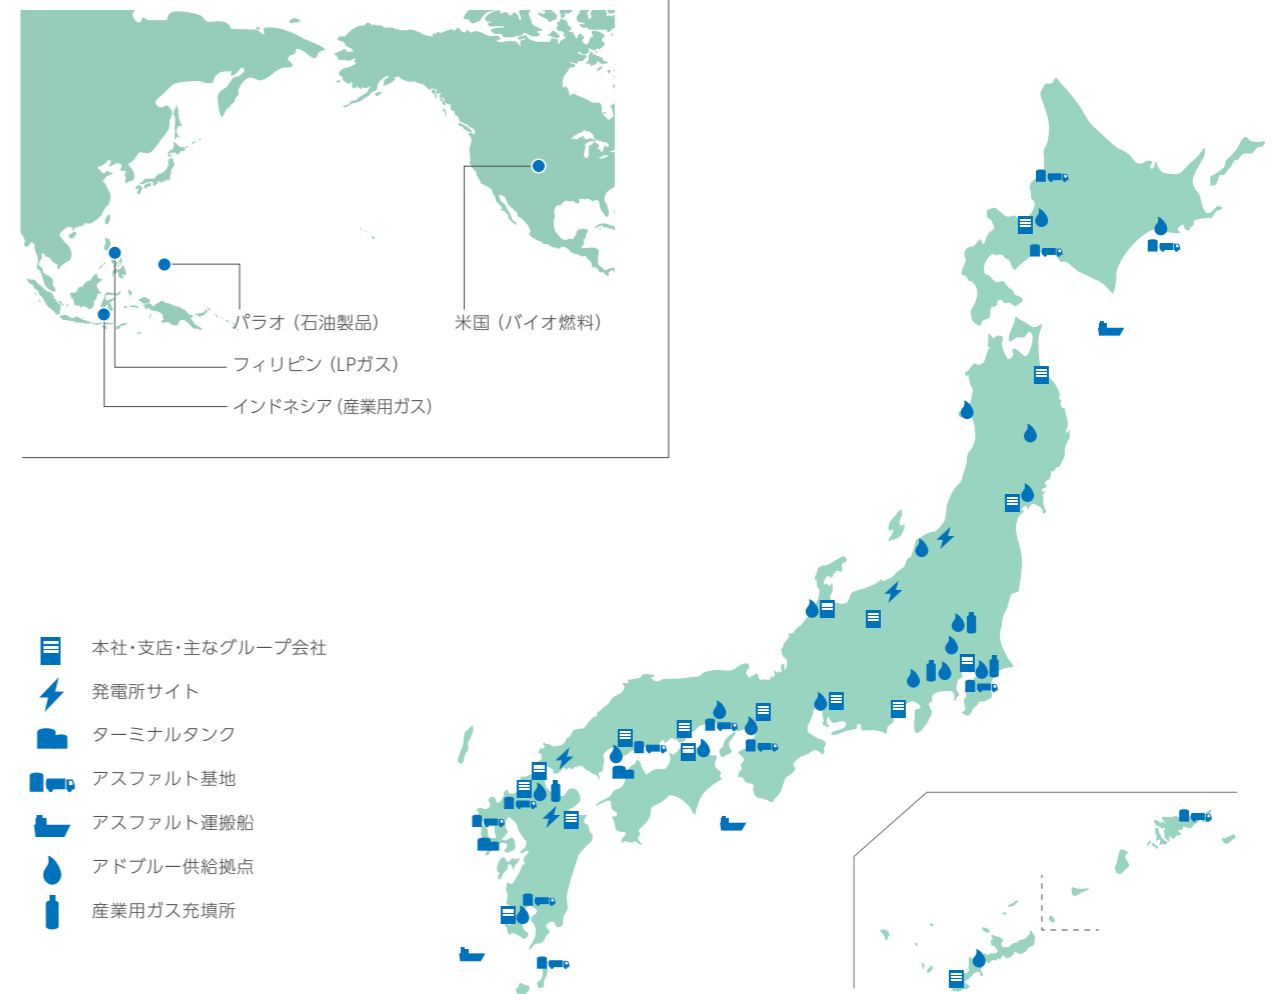 パラオ（石油製品）
米国（バイオ燃料）
フィリピン（LPガス）
インドネシア（産業用ガス）
本社・支店・主なグループ会社
発電所サイト
ターミナルタンク
アスファルト基地
アスファルト運搬船
アドブルー供給拠点
産業用ガス充填所